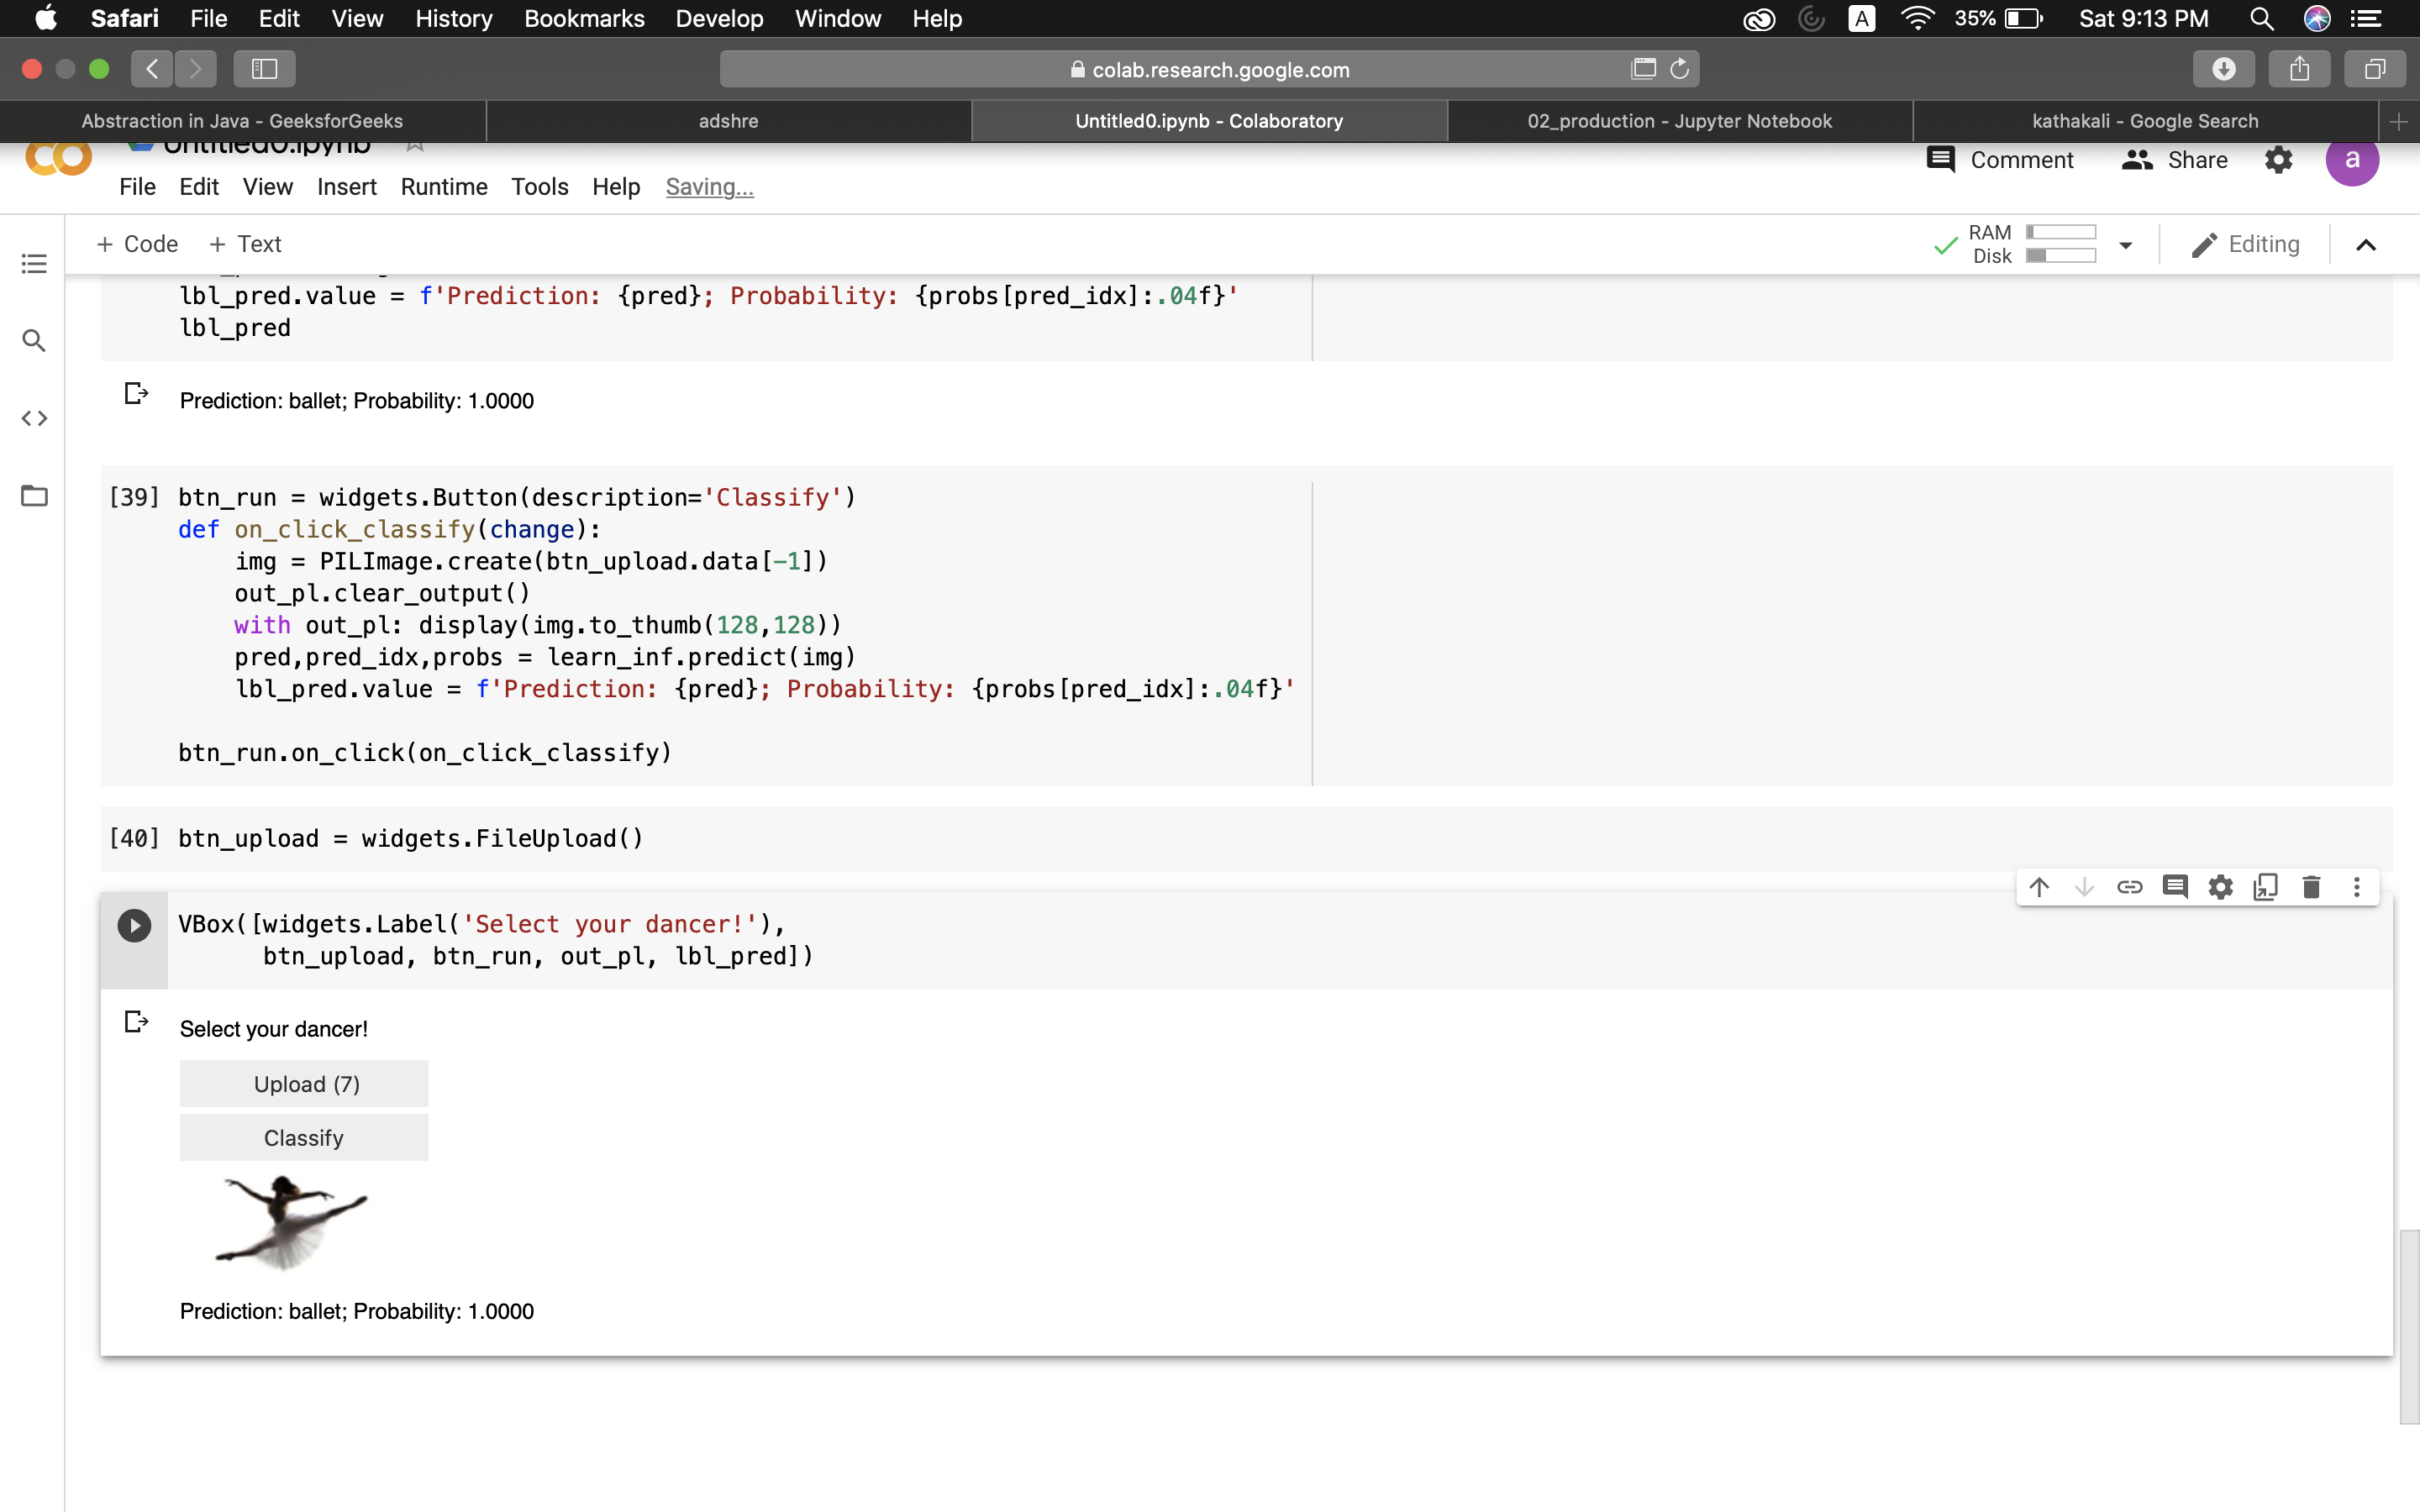 Safari File Edit View History Bookmarks Develop Window Help A 35% Sat 9:13 PM
colab.research.google.com
Abstraction in Java - GeeksforGeeks adshre Untitled0.ipynb - Colaboratory 02_production - Jupyter Notebook kathakali - Google Search
Untitled0.ipynb
Comment Share a
File Edit View Insert Runtime Tools Help Saving...
+ Code + Text RAM Disk Editing
lbl_pred.value = f'Prediction: {pred}; Probability: {probs[pred_idx]:.04f}'
lbl_pred
Prediction: ballet; Probability: 1.0000
[39] btn_run = widgets.Button(description='Classify')
def on_click_classify(change):
img = PILImage.create(btn_upload.data[-1])
out_pl.clear_output()
with out_pl: display(img.to_thumb(128,128))
pred,pred_idx,probs = learn_inf.predict(img)
lbl_pred.value = f'Prediction: {pred}; Probability: {probs[pred_idx]:.04f}'
btn_run.on_click(on_click_classify)
[40] btn_upload = widgets.FileUpload()
VBox([widgets.Label('Select your dancer!'),
btn_upload, btn_run, out_pl, lbl_pred])
Select your dancer!
Upload (7)
Classify
Prediction: ballet; Probability: 1.0000